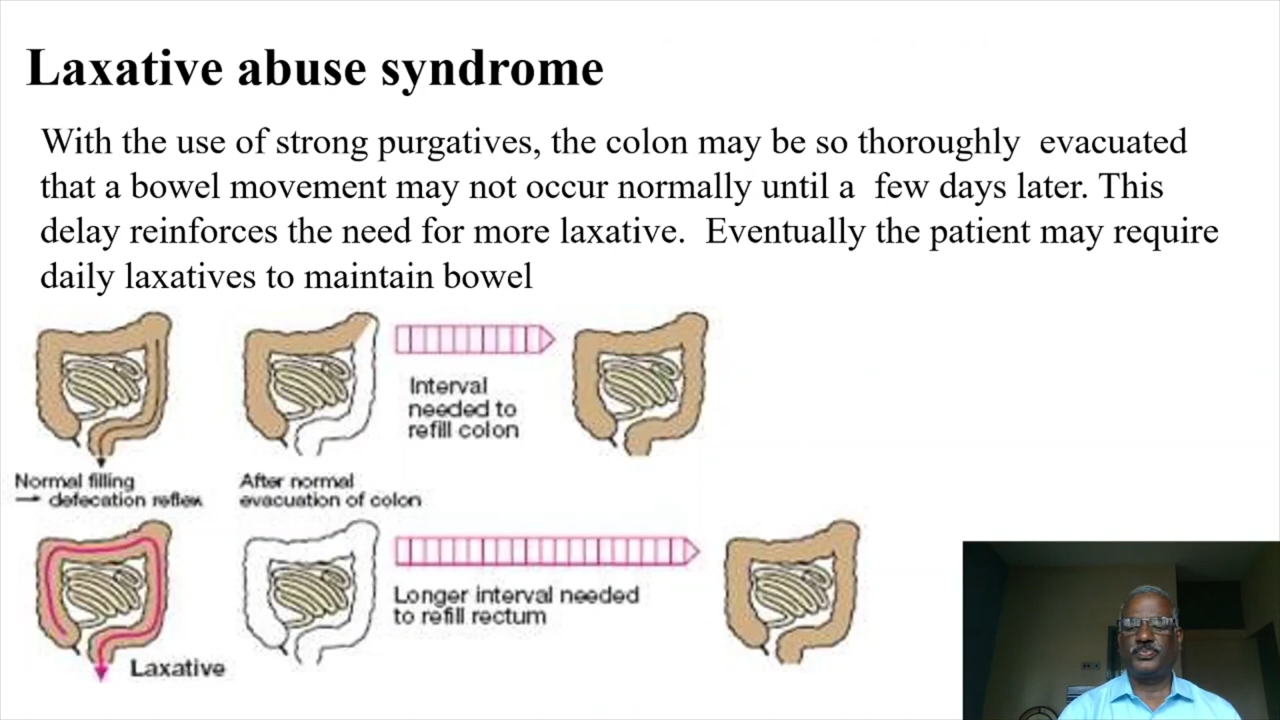 Laxative abuse syndrome
With the use of strong purgatives, the colon may be so thoroughly evacuated
that a bowel movement may not occur normally until a few days later. This
delay reinforces the need for more laxative. Eventually the patient may require
daily laxatives to maintain bowel
Interval
needed to
refill colon
Normal filling
→ defecation reflex
After normal
evacuation of colon
Longer interval needed
to refill rectum
Laxative